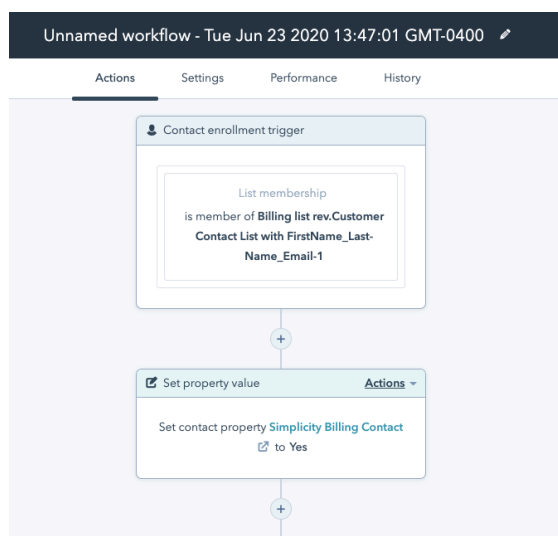 Unnamed workflow - Tue Jun 23 2020 13:47:01 GMT-0400
Actions Settings Performance History
Contact enrollment trigger
List membership
is member of Billing list rev.Customer
Contact List with FirstName_Last-
Name_Email-1
Set property value Actions
Set contact property Simplicity Billing Contact
to Yes